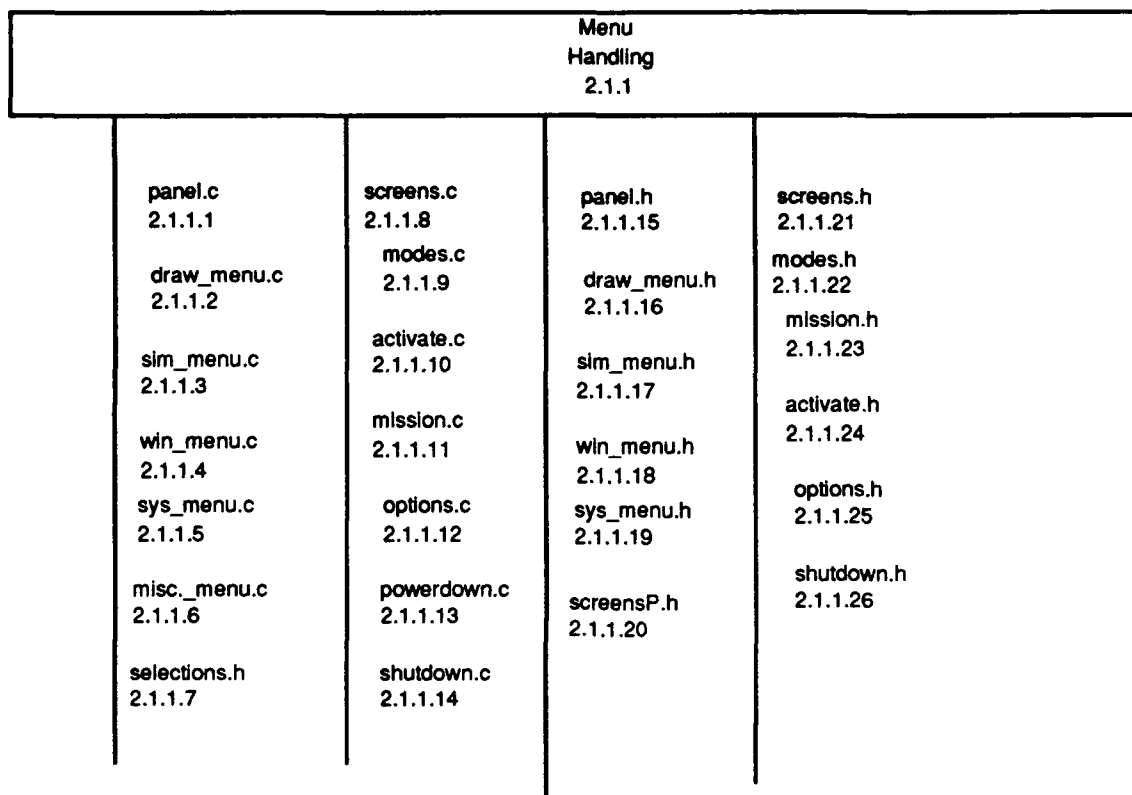 Menu
Handling
2.1.1
panel.c
2.1.1.1
draw_menu.c
2.1.1.2
sim_menu.c
2.1.1.3
win_menu.c
2.1.1.4
sys_menu.c
2.1.1.5
misc._menu.c
2.1.1.6
selections.h
2.1.1.7
screens.c
2.1.1.8
modes.c
2.1.1.9
activate.c
2.1.1.10
mission.c
2.1.1.11
options.c
2.1.1.12
powerdown.c
2.1.1.13
shutdown.c
2.1.1.14
panel.h
2.1.1.15
draw_menu.h
2.1.1.16
sim_menu.h
2.1.1.17
win_menu.h
2.1.1.18
sys_menu.h
2.1.1.19
screensP.h
2.1.1.20
screens.h
2.1.1.21
modes.h
2.1.1.22
mission.h
2.1.1.23
activate.h
2.1.1.24
options.h
2.1.1.25
shutdown.h
2.1.1.26